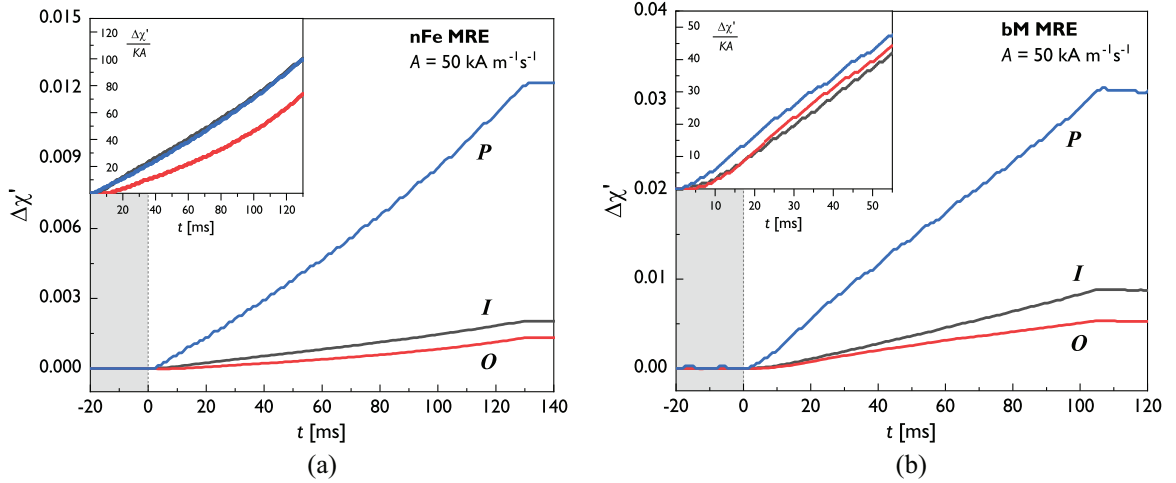 0.015
0.012
0.009
0.006
0.003
0.000
Δχ'
-20 0 20 40 60 80 100 120 140
t [ms]
nFe MRE
A = 50 kA m⁻¹s⁻¹
P
I
O
Δχ'
KA
120
100
80
60
40
20
20 40 60 80 100 120
t [ms]
(a)
0.04
0.03
0.02
0.01
0.00
Δχ'
-20 0 20 40 60 80 100 120
t [ms]
bM MRE
A = 50 kA m⁻¹s⁻¹
P
I
O
Δχ'
KA
50
40
30
20
10
10 20 30 40 50
t [ms]
(b)